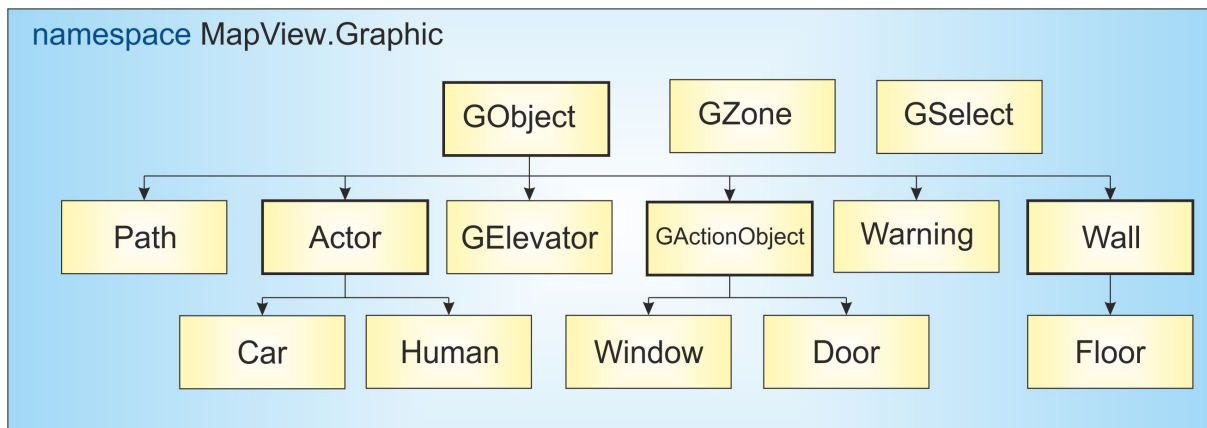 namespace MapView.Graphic
GObject
GZone
GSelect
Path
Actor
GElevator
GActionObject
Warning
Wall
Car
Human
Window
Door
Floor